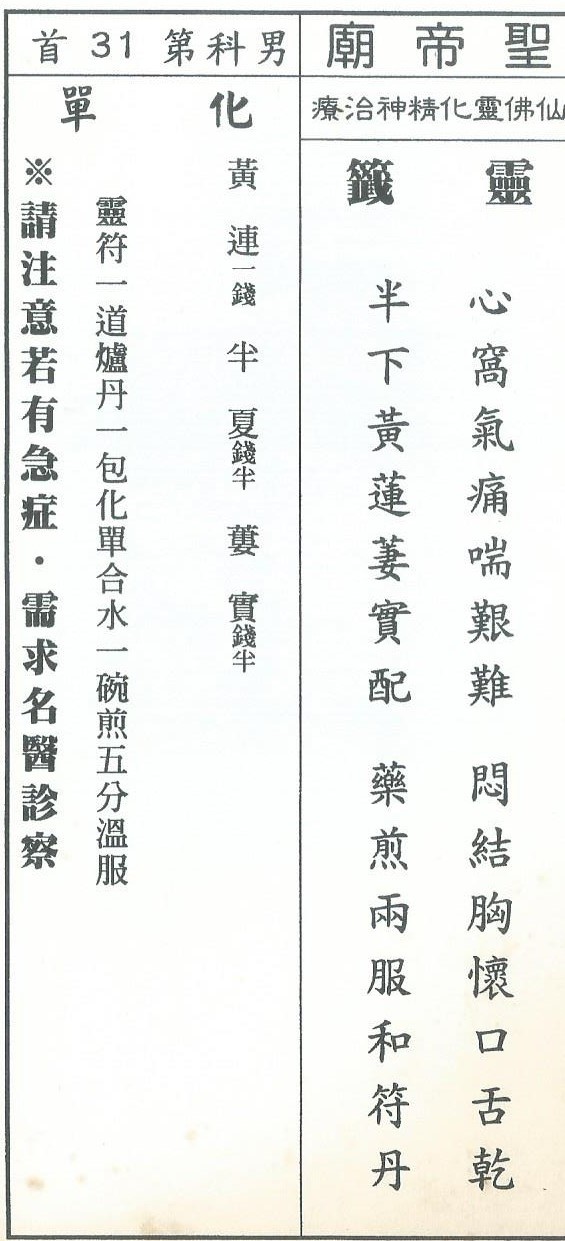 聖帝廟
仙佛靈化精神治療
靈籤
心窩氣痛喘艱難　悶結胸懷口舌乾
半下黃蓮萋實配　藥煎兩服和符丹
男科第31首
化單
黃連一錢　半夏錢半　蔞實錢半
靈符一道爐丹一包化單合水一碗煎五分溫服
※請注意若有急症・需求名醫診察